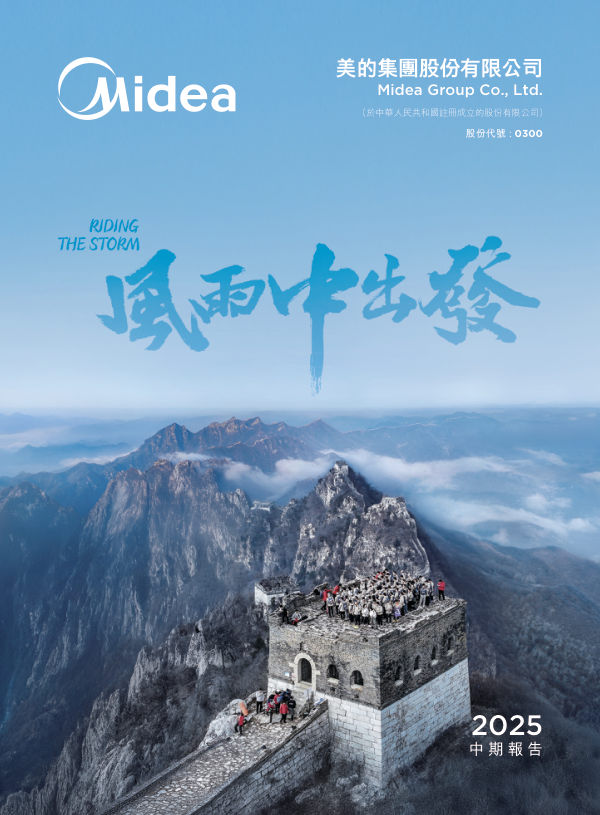 Midea
美的集團股份有限公司
Midea Group Co., Ltd.
(於中華人民共和國註冊成立的股份有限公司)
股份代號 : 0300
RIDING
THE STORM
風雨中出發
2025
中期報告